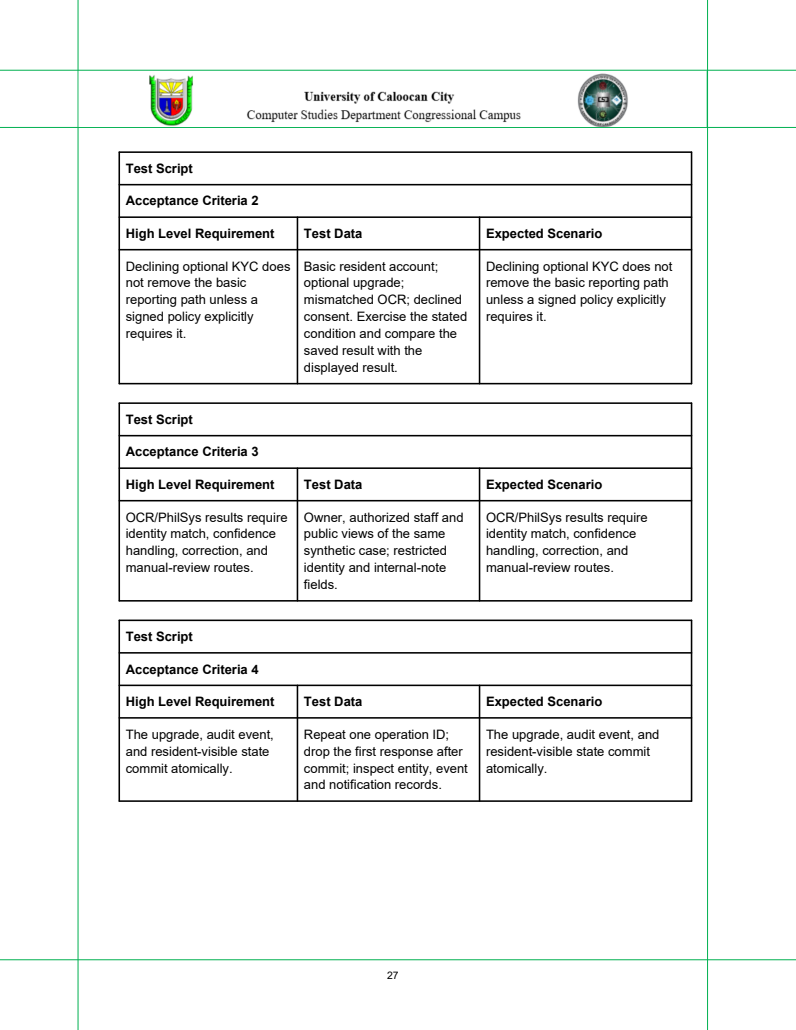 University of Caloocan City
Computer Studies Department Congressional Campus
Test Script
Acceptance Criteria 2
High Level Requirement
Test Data
Expected Scenario
Declining optional KYC does
not remove the basic
reporting path unless a
signed policy explicitly
requires it.
Basic resident account;
optional upgrade;
mismatched OCR; declined
consent. Exercise the stated
condition and compare the
saved result with the
displayed result.
Declining optional KYC does not
remove the basic reporting path
unless a signed policy explicitly
requires it.
Test Script
Acceptance Criteria 3
High Level Requirement
Test Data
Expected Scenario
OCR/PhilSys results require
identity match, confidence
handling, correction, and
manual-review routes.
Owner, authorized staff and
public views of the same
synthetic case; restricted
identity and internal-note
fields.
OCR/PhilSys results require
identity match, confidence
handling, correction, and
manual-review routes.
Test Script
Acceptance Criteria 4
High Level Requirement
Test Data
Expected Scenario
The upgrade, audit event,
and resident-visible state
commit atomically.
Repeat one operation ID;
drop the first response after
commit; inspect entity, event
and notification records.
The upgrade, audit event, and
resident-visible state commit
atomically.
27